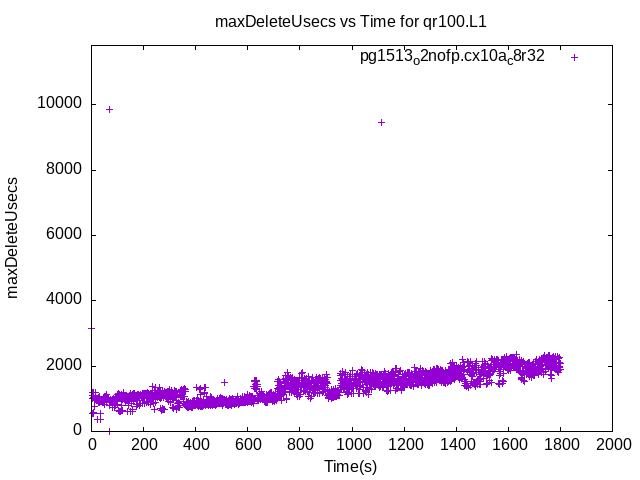 maxDeleteUsecs vs Time for qr100.L1
pg1513o2nofp.cx10ac8r32
maxDeleteUsecs
10000
8000
6000
4000
2000
0
0 200 400 600 800 1000 1200 1400 1600 1800 2000
Time(s)